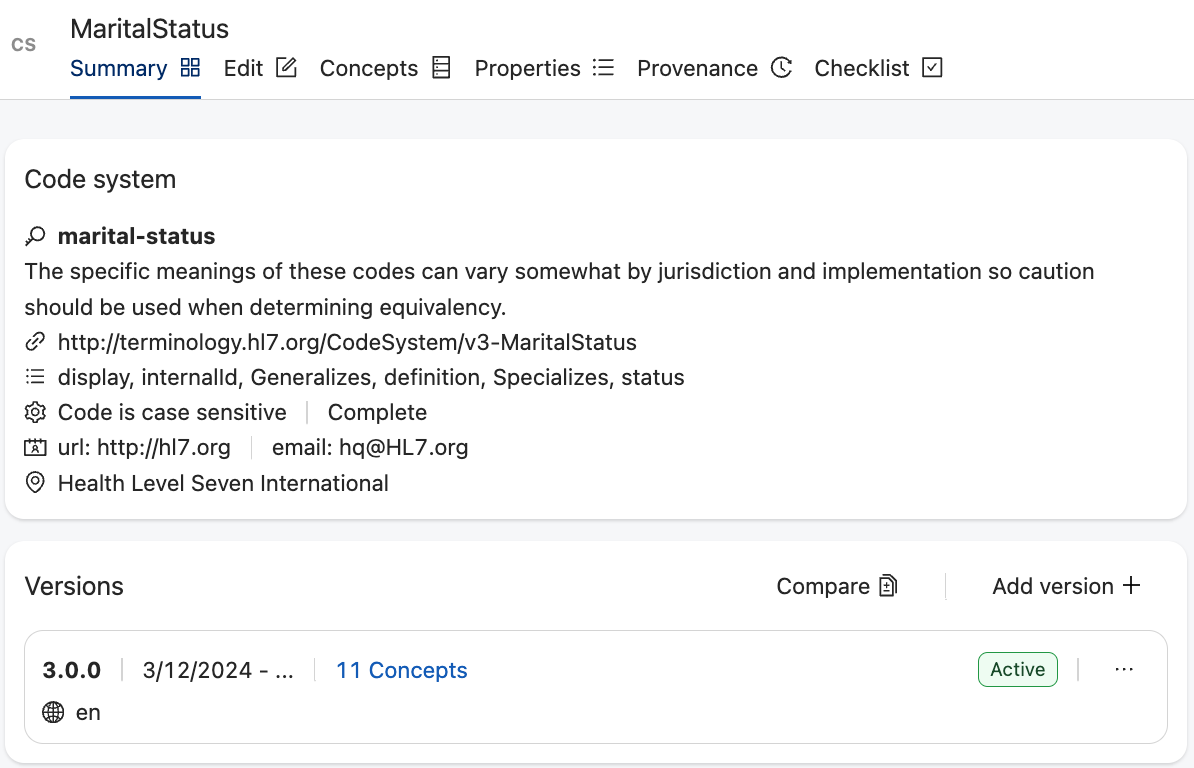 CS
MaritalStatus
Summary Edit Concepts Properties Provenance Checklist
Code system
marital-status
The specific meanings of these codes can vary somewhat by jurisdiction and implementation so caution
should be used when determining equivalency.
http://terminology.hl7.org/CodeSystem/v3-MaritalStatus
display, internalId, Generalizes, definition, Specializes, status
Code is case sensitive | Complete
url: http://hl7.org | email: hq@HL7.org
Health Level Seven International
Versions Compare Add version +
3.0.0 | 3/12/2024 - ... | 11 Concepts Active | ...
en